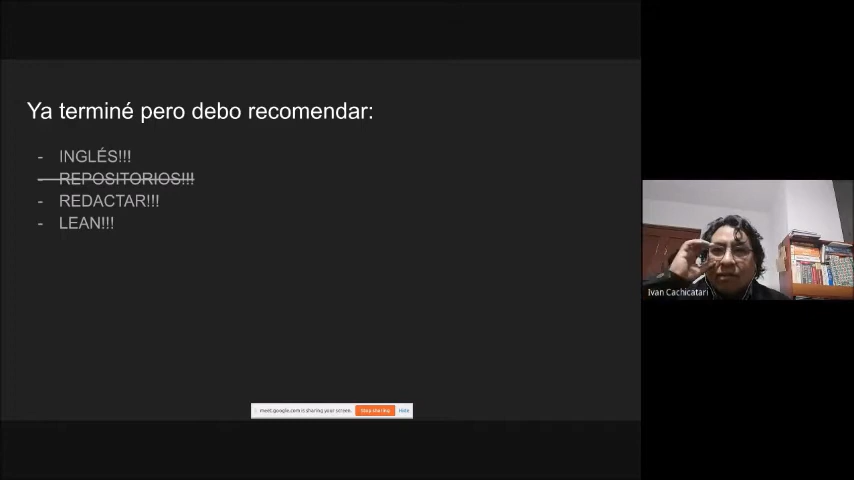 Ya terminé pero debo recomendar:
- INGLÉS!!!
- REPOSITORIOS!!!
- REDACTAR!!!
- LEAN!!!
Ivan Cachicatari
meet.google.com is sharing your screen. Stop sharing Hide